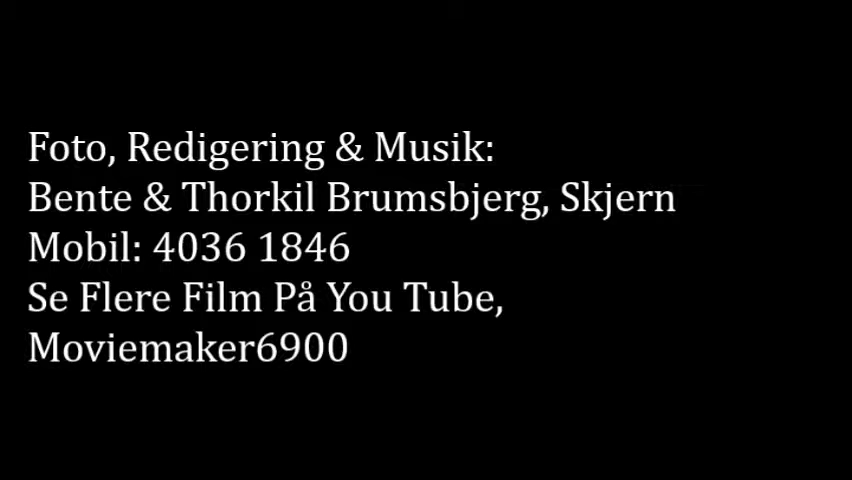 Foto, Redigering & Musik:
Bente & Thorkil Brumsbjerg, Skjern
Mobil: 4036 1846
Se Flere Film På You Tube,
Moviemaker6900